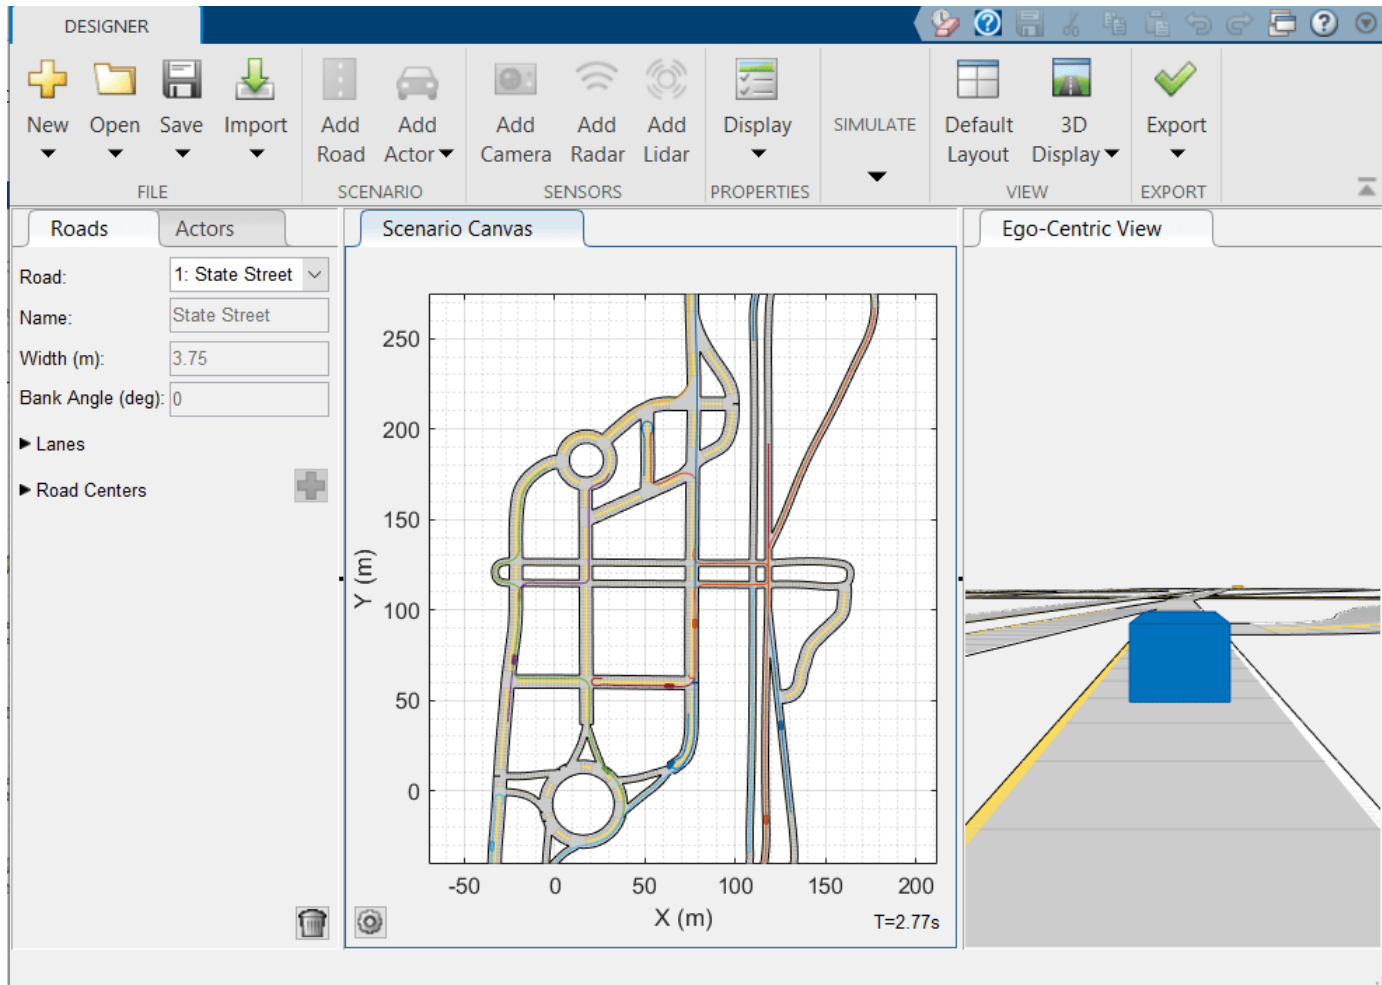 DESIGNER
New Open Save Import Add Road Add Actor Add Camera Add Radar Add Lidar Display SIMULATE Default Layout 3D Display Export
FILE SCENARIO SENSORS PROPERTIES VIEW EXPORT
Roads Actors
Road: 1: State Street
Name: State Street
Width (m): 3.75
Bank Angle (deg): 0
Lanes
Road Centers
Scenario Canvas
250
200
150
100
50
0
Y (m)
-50 0 50 100 150 200
X (m)
T=2.77s
Ego-Centric View